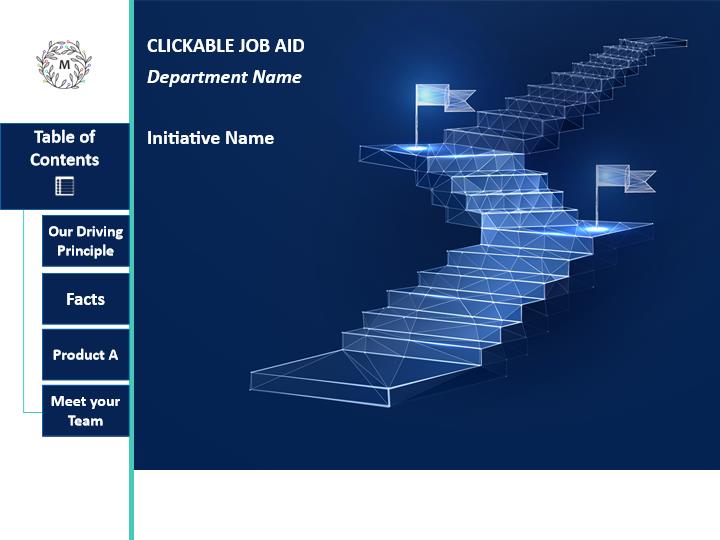 M
CLICKABLE JOB AID
Department Name
Initiative Name
Table of
Contents
Our Driving
Principle
Facts
Product A
Meet your
Team